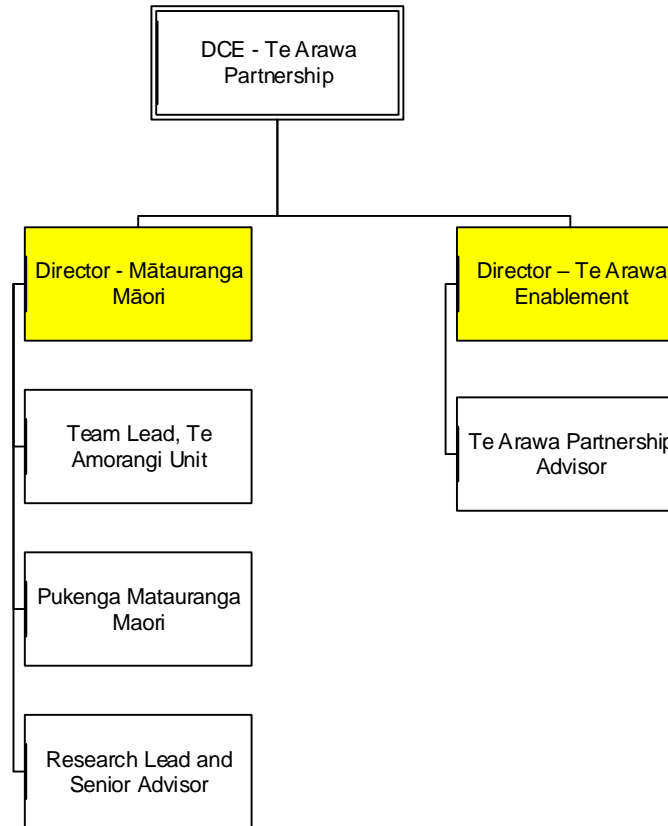 DCE - Te Arawa
Partnership
Director - Mātauranga
Māori
Director – Te Arawa
Enablement
Team Lead, Te
Amorangi Unit
Te Arawa Partnership
Advisor
Pukenga Matauranga
Maori
Research Lead and
Senior Advisor